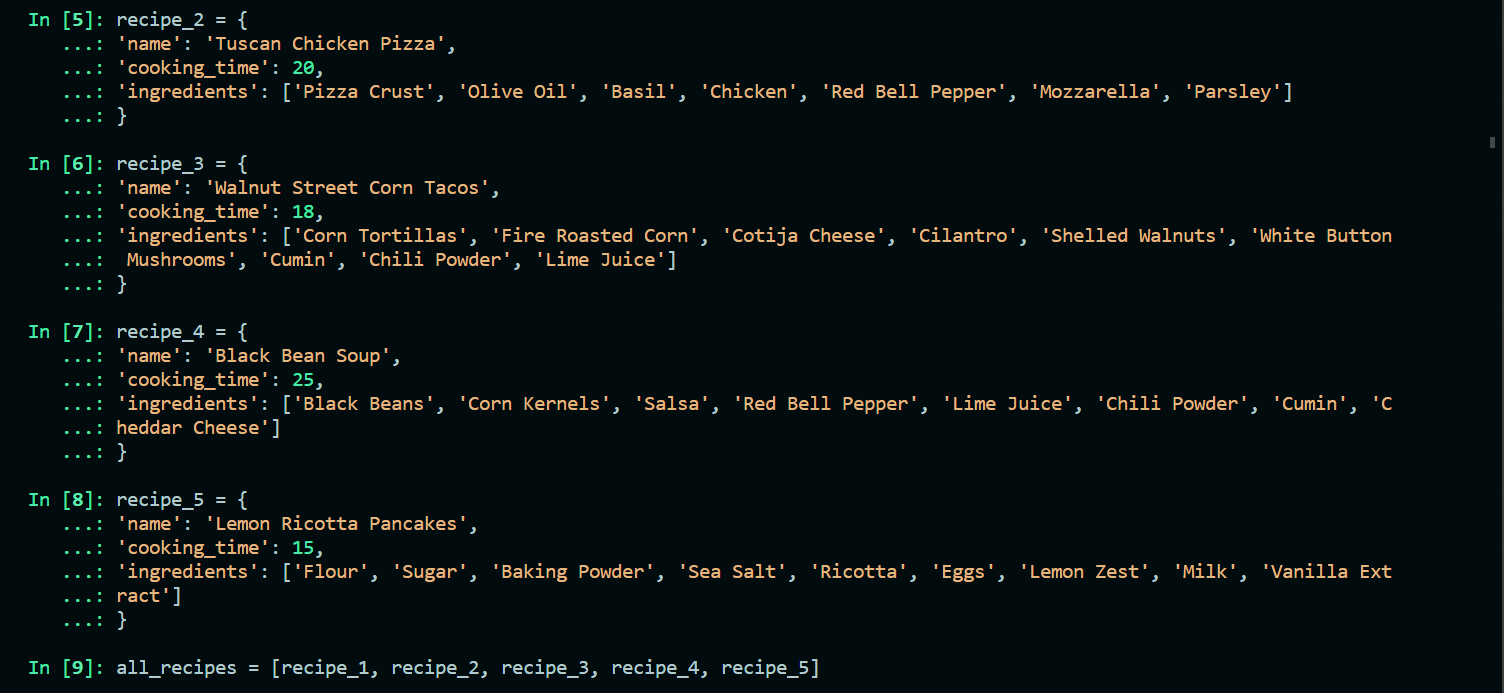 In [5]: recipe_2 = {
   ...: 'name': 'Tuscan Chicken Pizza',
   ...: 'cooking_time': 20,
   ...: 'ingredients': ['Pizza Crust', 'Olive Oil', 'Basil', 'Chicken', 'Red Bell Pepper', 'Mozzarella', 'Parsley']
   ...: }
In [6]: recipe_3 = {
   ...: 'name': 'Walnut Street Corn Tacos',
   ...: 'cooking_time': 18,
   ...: 'ingredients': ['Corn Tortillas', 'Fire Roasted Corn', 'Cotija Cheese', 'Cilantro', 'Shelled Walnuts', 'White Button
   ...:  Mushrooms', 'Cumin', 'Chili Powder', 'Lime Juice']
   ...: }
In [7]: recipe_4 = {
   ...: 'name': 'Black Bean Soup',
   ...: 'cooking_time': 25,
   ...: 'ingredients': ['Black Beans', 'Corn Kernels', 'Salsa', 'Red Bell Pepper', 'Lime Juice', 'Chili Powder', 'Cumin', 'C
   ...: heddar Cheese']
   ...: }
In [8]: recipe_5 = {
   ...: 'name': 'Lemon Ricotta Pancakes',
   ...: 'cooking_time': 15,
   ...: 'ingredients': ['Flour', 'Sugar', 'Baking Powder', 'Sea Salt', 'Ricotta', 'Eggs', 'Lemon Zest', 'Milk', 'Vanilla Ext
   ...: ract']
   ...: }
In [9]: all_recipes = [recipe_1, recipe_2, recipe_3, recipe_4, recipe_5]